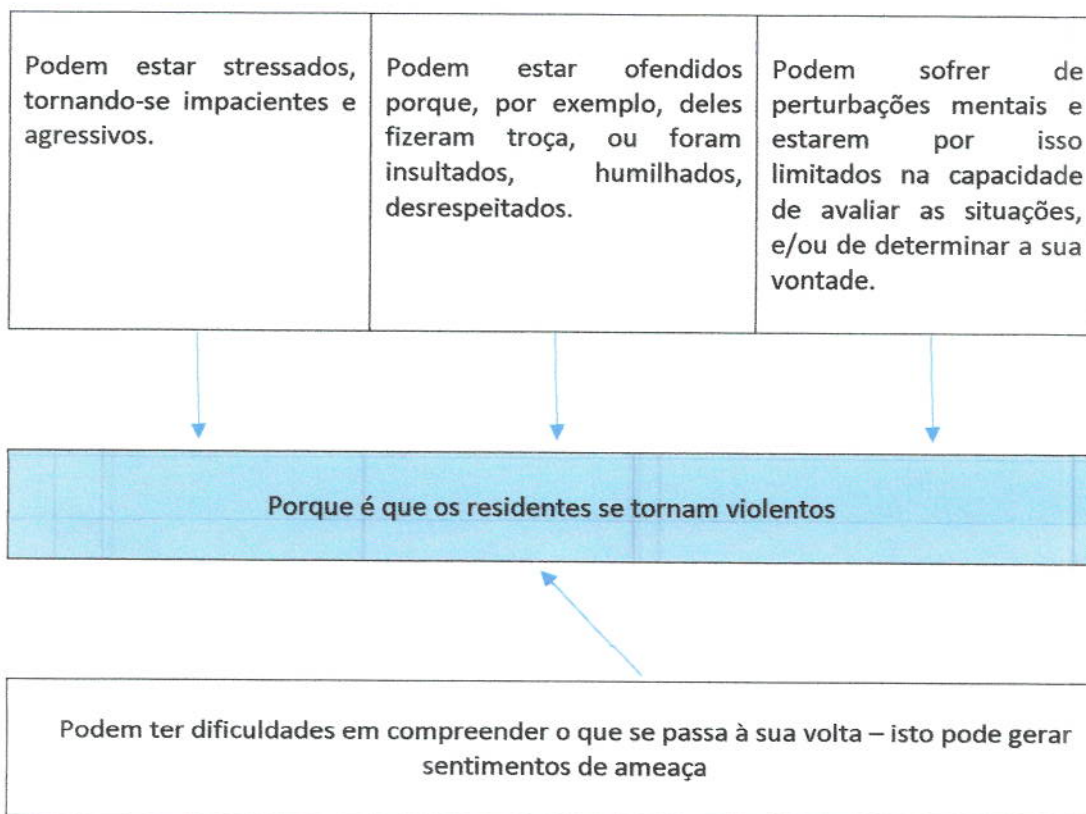 Podem estar stressados,
tornando-se impacientes e
agressivos.
Podem estar ofendidos
porque, por exemplo, deles
fizeram troça, ou foram
insultados, humilhados,
desrespeitados.
Podem sofrer de
perturbações mentais e
estarem por isso
limitados na capacidade
de avaliar as situações,
e/ou de determinar a sua
vontade.
Porque é que os residentes se tornam violentos
Podem ter dificuldades em compreender o que se passa à sua volta – isto pode gerar
sentimentos de ameaça